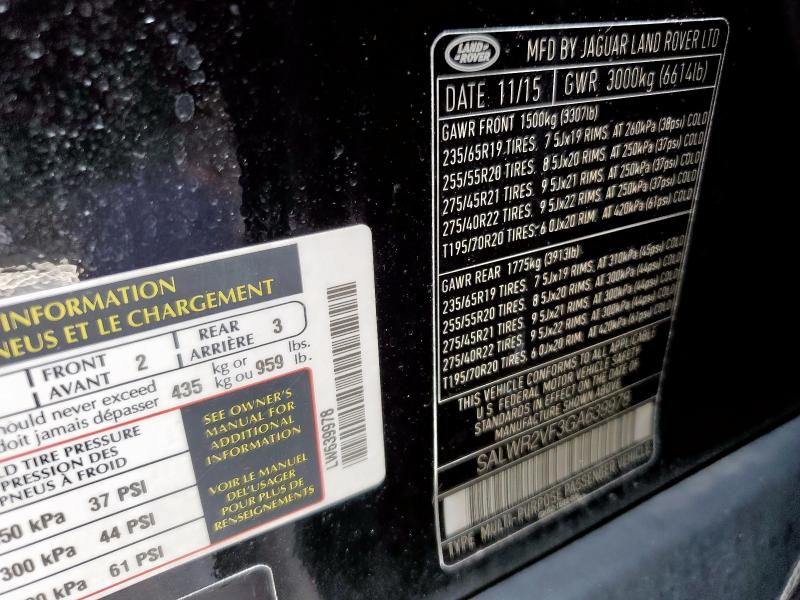 INFORMATION
NEUS ET LE CHARGEMENT
FRONT
AVANT 2
REAR
ARRIÈRE 3
hould never exceed
doit jamais dépasser 435 kg or
kg ou 959 lbs.
lb.
LD TIRE PRESSURE
PRESSION DES
PNEUS À FROID
50 kPa 37 PSI
300 kPa 44 PSI
0 kPa 61 PSI
SEE OWNER'S
MANUAL FOR
ADDITIONAL
INFORMATION
VOIR LE MANUEL
DE L'USAGER
POUR PLUS DE
RENSEIGNEMENTS
LW639978
LAND ROVER
MFD BY JAGUAR LAND ROVER LTD
DATE 11/15 GWR 3000kg (6614lb)
GAWR FRONT 1500kg (3307lb)
235/65R19 TIRES. 7 5Jx19 RIMS. AT 260kPa (38psi) COLD
255/55R20 TIRES. 8 5Jx20 RIMS. AT 250kPa (37psi) COLD
275/45R21 TIRES. 9 5Jx21 RIMS. AT 250kPa (37psi) COLD
275/40R22 TIRES. 9 5Jx22 RIMS. AT 250kPa (37psi) COLD
T195/70R20 TIRES. 6 0Jx20 RIM. AT 420kPa (61psi) COLD
GAWR REAR 1775kg (3913lb)
235/65R19 TIRES. 7 5Jx19 RIMS. AT 310kPa (45psi) COLD
255/55R20 TIRES. 8 5Jx20 RIMS. AT 300kPa (44psi) COLD
275/45R21 TIRES. 9 5Jx21 RIMS. AT 300kPa (44psi) COLD
275/40R22 TIRES. 9 5Jx22 RIMS. AT 300kPa (44psi) COLD
T195/70R20 TIRES. 6 0Jx20 RIM. AT 420kPa (61psi) COLD
THIS VEHICLE CONFORMS TO ALL APPLICABLE
U.S. FEDERAL MOTOR VEHICLE SAFETY
STANDARDS IN EFFECT ON THE DATE OF
MANUFACTURE SHOWN ABOVE
SALWR2VF3GA639978
TYPE MULTI-PURPOSE PASSENGER VEHICLE